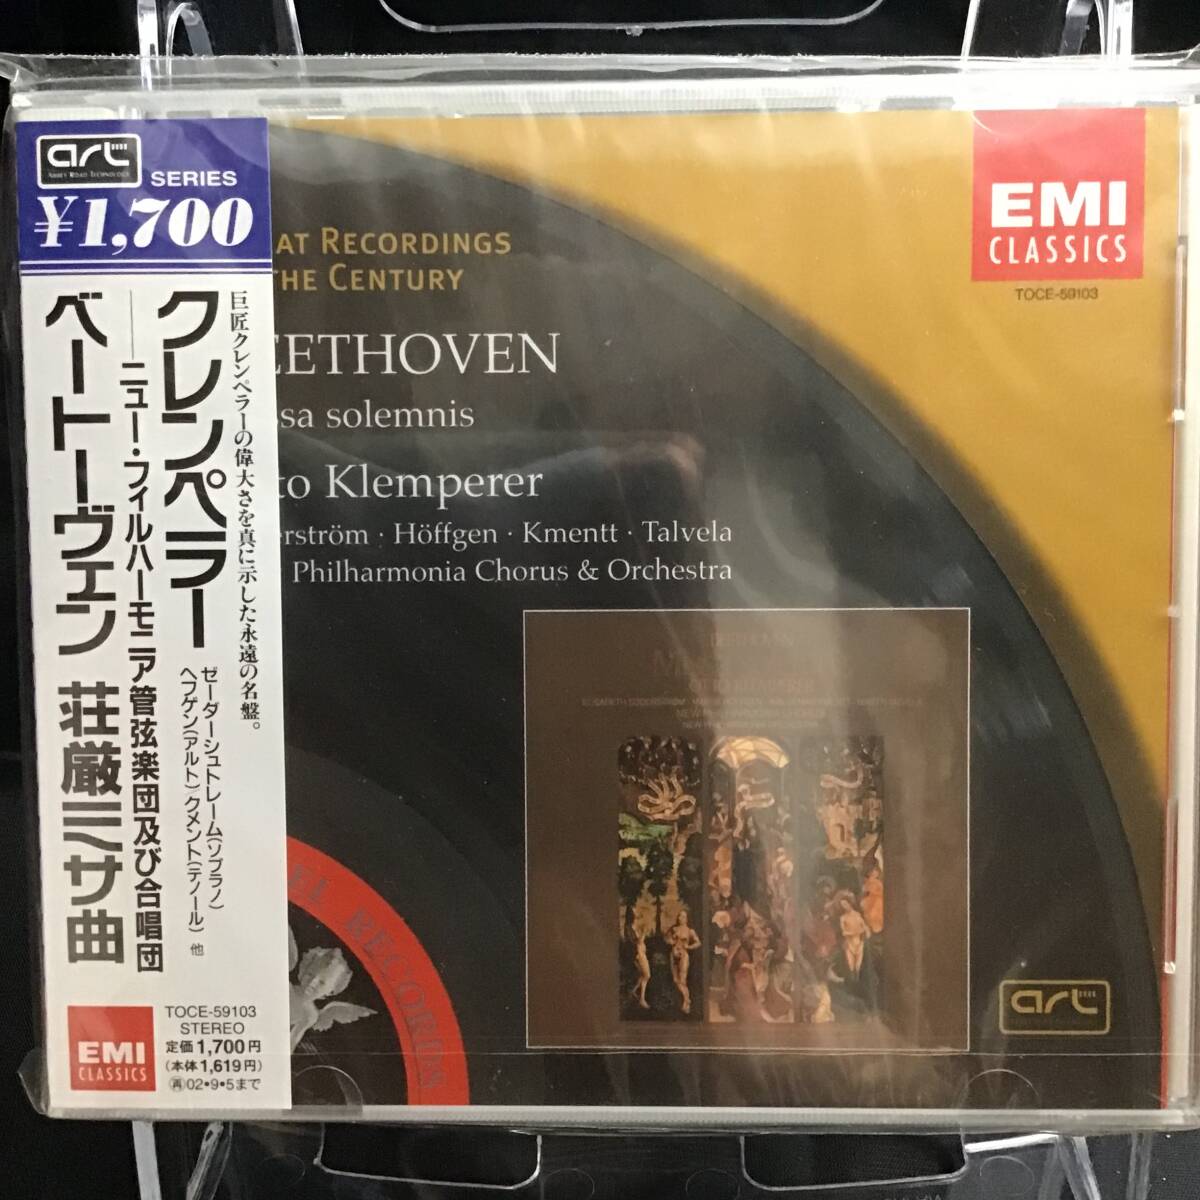 art
ABBEY ROAD TECHNOLOGY
SERIES
¥1,700
巨匠クレンペラーの偉大さを真に示した永遠の名盤。
クレンペラー
ゼーダーシュトレーム(ソプラノ)
ヘフゲン(アルト)クメント(テノール) 他
―ニュー・フィルハーモニア管弦楽団及び合唱団
ベートーヴェン 荘厳ミサ曲
EMI
CLASSICS
TOCE-59103
STEREO
定価1,700円
(本体1,619円)
再02•9•5まで
AT RECORDINGS
THE CENTURY
EETHOVEN
ssa solemnis
to Klemperer
erström · Höffgen · Kmentt · Talvela
Philharmonia Chorus & Orchestra
EMI
CLASSICS
TOCE-59103
EL RECORDS
art